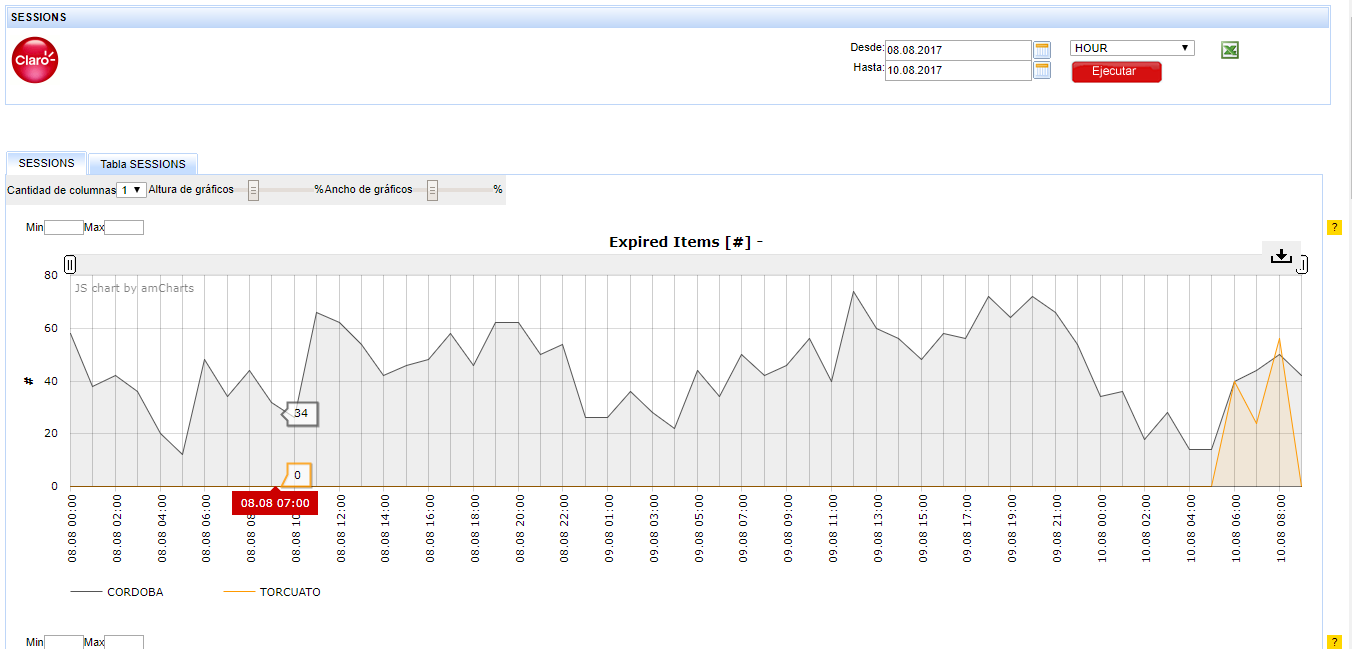 SESSIONS
Claro
Desde: 08.08.2017
HOUR
Hasta: 10.08.2017
Ejecutar
SESSIONS Tabla SESSIONS
Cantidad de columnas 1 Altura de gráficos % Ancho de gráficos %
Min Max
?
Expired Items [#] -
80
JS chart by amCharts
60
#
40
34
20
0
0
08.08 07:00
08.08 00:00
08.08 02:00
08.08 04:00
08.08 06:00
08.08 12:00
08.08 14:00
08.08 16:00
08.08 18:00
08.08 20:00
08.08 22:00
09.08 01:00
09.08 03:00
09.08 05:00
09.08 07:00
09.08 09:00
09.08 11:00
09.08 13:00
09.08 15:00
09.08 17:00
09.08 19:00
09.08 21:00
10.08 00:00
10.08 02:00
10.08 04:00
10.08 06:00
10.08 08:00
CORDOBA TORCUATO
Min Max
?